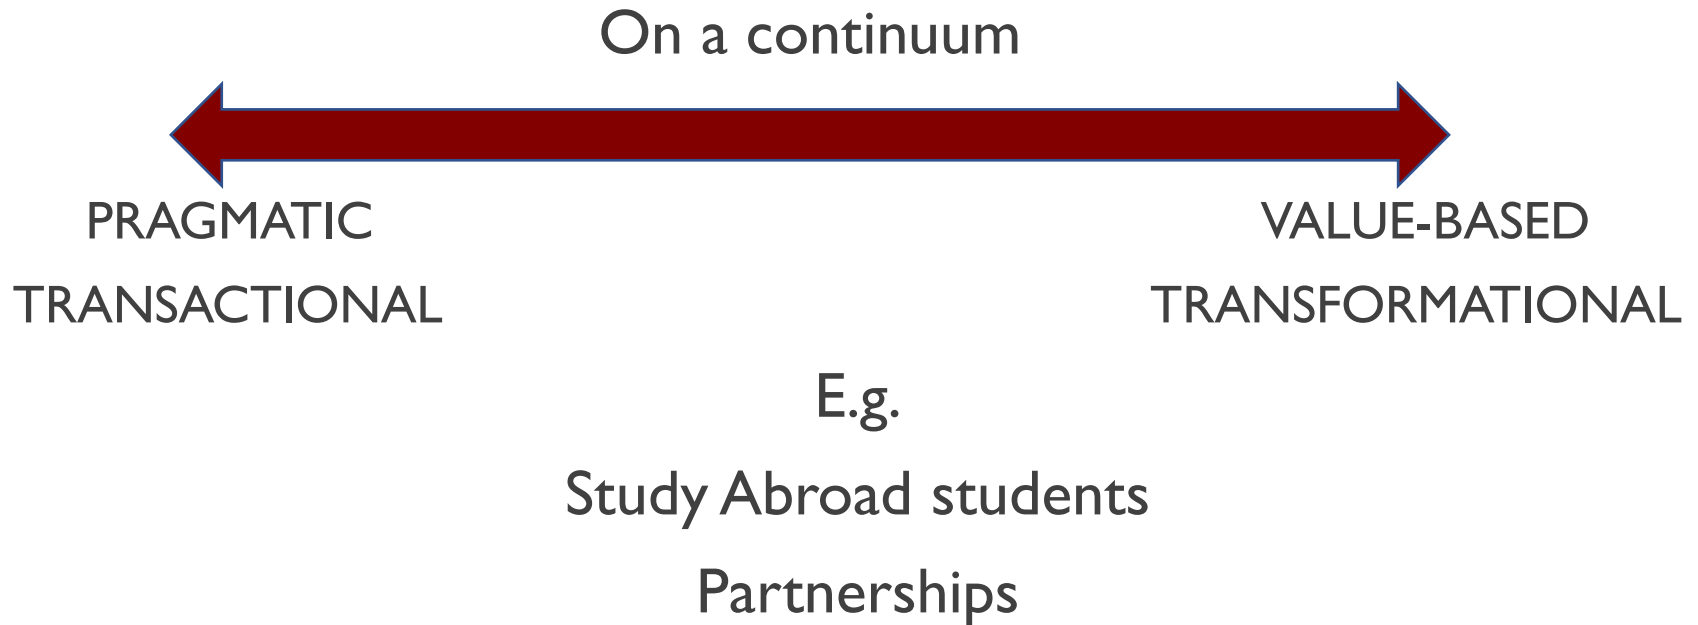 On a continuum
PRAGMATIC
TRANSACTIONAL
VALUE-BASED
TRANSFORMATIONAL
E.g.
Study Abroad students
Partnerships